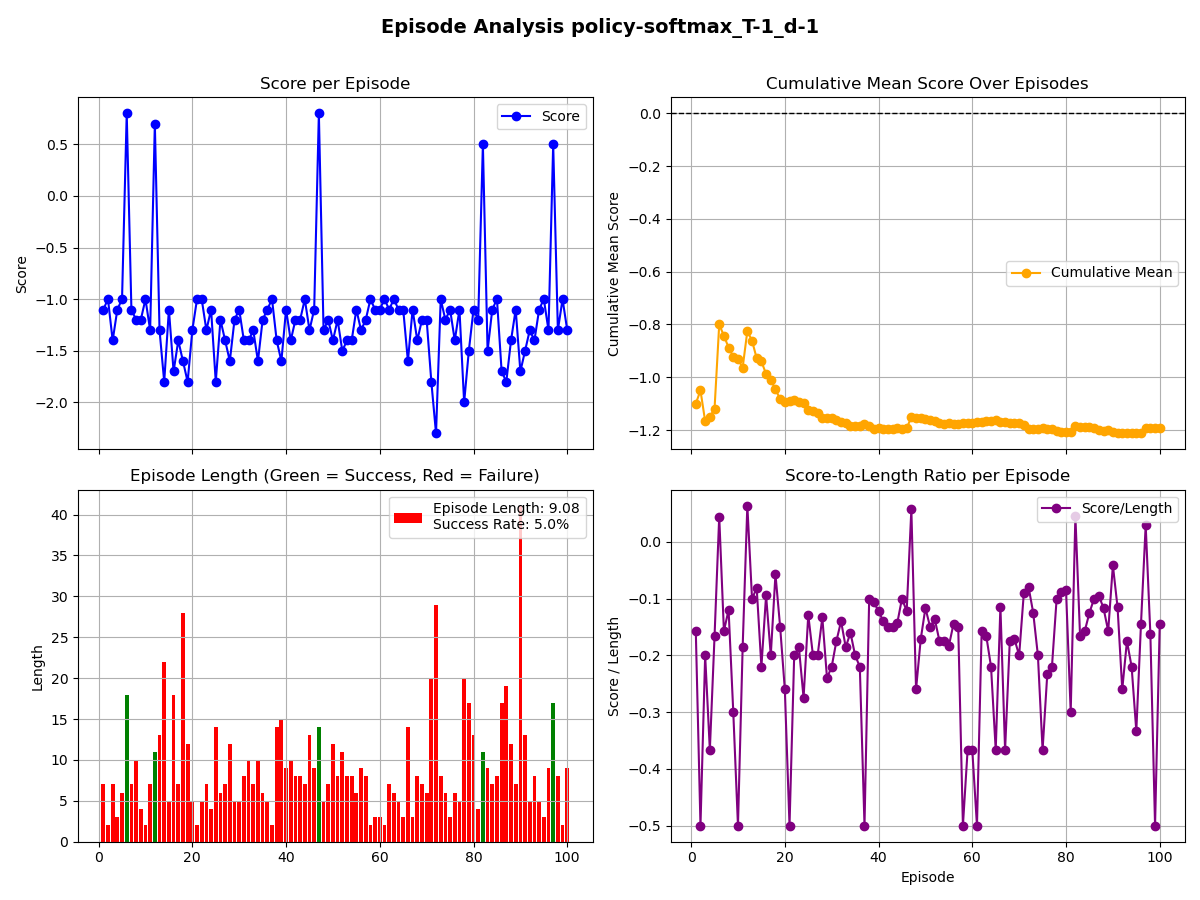 Episode Analysis policy-softmax_T-1_d-1
Score per Episode
Score
0.5
0.0
−0.5
−1.0
−1.5
−2.0
Score
Cumulative Mean Score Over Episodes
0.0
−0.2
−0.4
−0.6
−0.8
−1.0
−1.2
Cumulative Mean Score
Cumulative Mean
Episode Length (Green = Success, Red = Failure)
Episode Length: 9.08
Success Rate: 5.0%
40
35
30
25
20
15
10
5
0
Length
0
20
40
60
80
100
Score-to-Length Ratio per Episode
Score/Length
0.0
−0.1
−0.2
−0.3
−0.4
−0.5
Score / Length
0
20
40
60
80
100
Episode